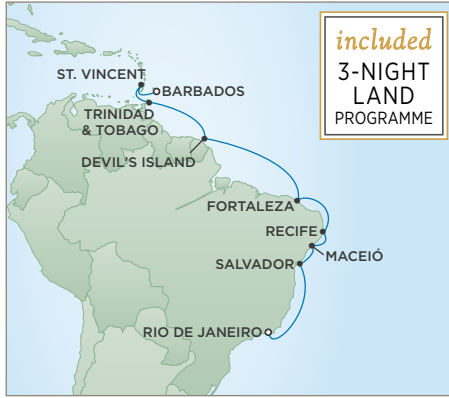 included
3-NIGHT
LAND
PROGRAMME
ST. VINCENT
BARBADOS
TRINIDAD
& TOBAGO
DEVIL'S ISLAND
FORTALEZA
RECIFE
MACEIÓ
SALVADOR
RIO DE JANEIRO